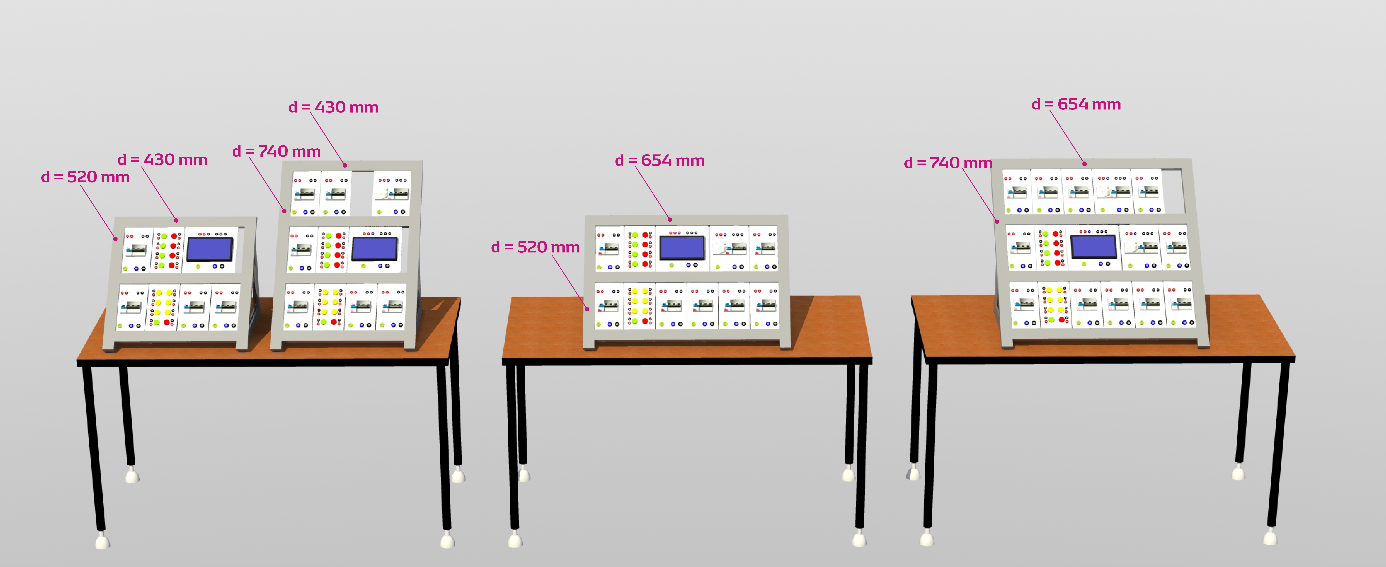 d = 430 mm
d = 740 mm
d = 430 mm
d = 520 mm
d = 654 mm
d = 520 mm
d = 654 mm
d = 740 mm